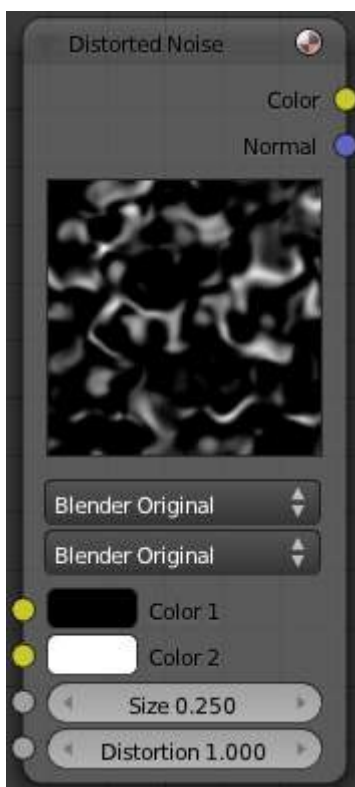 Distorted Noise
Color
Normal
Blender Original
Blender Original
Color 1
Color 2
Size 0.250
Distortion 1.000